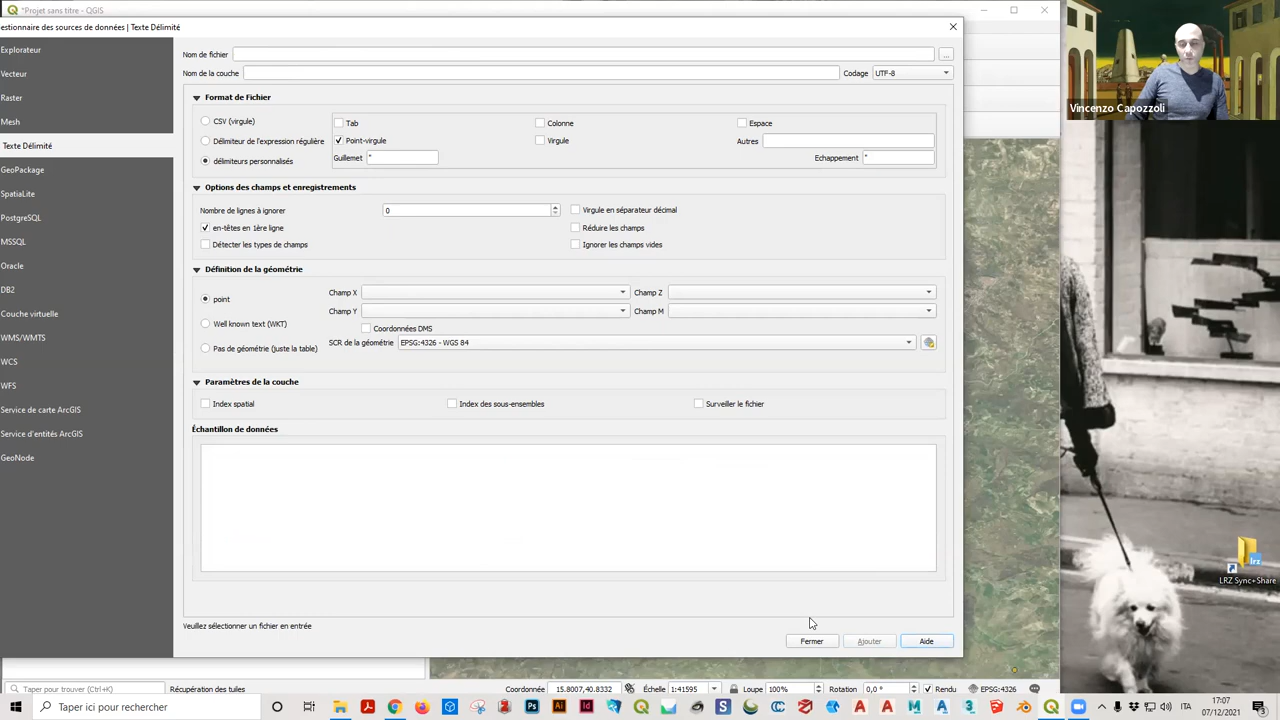 *Projet sans titre - QGIS
estionnaire des sources de données | Texte Délimité
Explorateur
Vecteur
Raster
Mesh
Texte Délimité
GeoPackage
SpatiaLite
PostgreSQL
MSSQL
Oracle
DB2
Couche virtuelle
WMS/WMTS
WCS
WFS
Service de carte ArcGIS
Service d'entités ArcGIS
GeoNode
Nom de fichier
...
Nom de la couche
Codage UTF-8
Format de Fichier
CSV (virgule)
Délimiteur de l'expression régulière
délimiteurs personnalisés
Tab
Colonne
Espace
Point-virgule
Virgule
Autres
Guillemet "
Echappement "
Options des champs et enregistrements
Nombre de lignes à ignorer 0
Virgule en séparateur décimal
en-têtes en 1ère ligne
Réduire les champs
Détecter les types de champs
Ignorer les champs vides
Définition de la géométrie
point
Champ X
Champ Z
Champ Y
Champ M
Well known text (WKT)
Coordonnées DMS
Pas de géométrie (juste la table)
SCR de la géométrie EPSG:4326 - WGS 84
Paramètres de la couche
Index spatial
Index des sous-ensembles
Surveiller le fichier
Échantillon de données
Veuillez sélectionner un fichier en entrée
Fermer
Ajouter
Aide
Vincenzo Capozzoli
lrz
LRZ Sync+Share
Taper pour trouver (Ctrl+K)
Récupération des tuiles
Coordonnée 15.8007,40.8332
Échelle 1:41595
Loupe 100%
Rotation 0,0 °
Rendu
EPSG:4326
Taper ici pour rechercher
ITA
17:07
07/12/2021
3